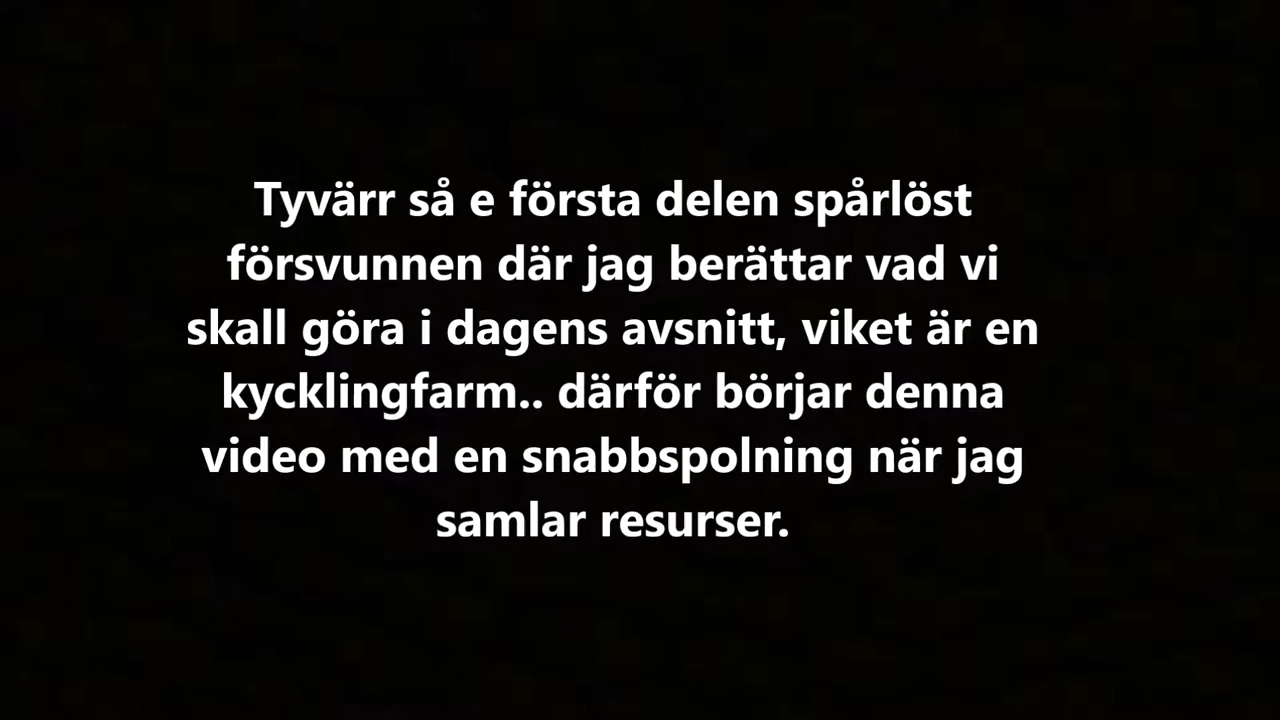 Tyvärr så e första delen spårlöst
försvunnen där jag berättar vad vi
skall göra i dagens avsnitt, viket är en
kycklingfarm.. därför börjar denna
video med en snabbspolning när jag
samlar resurser.